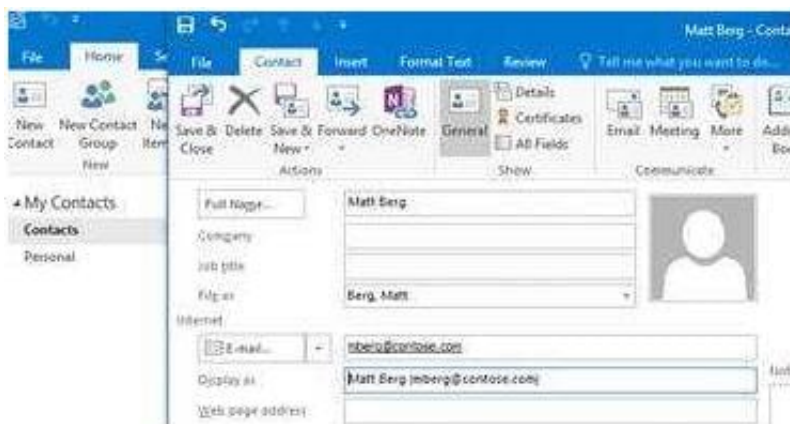 Matt Berg - Conta
File Home Se
File Contact Insert Format Text Review Tell me what you want to do...
New Contact
New Contact Group
New
Save & Close
Delete
Save & New
Forward
OneNote
Actions
General
Details
Certificates
All Fields
Show
Email
Meeting
More
Communicate
My Contacts
Contacts
Personal
Full Name... Matt Berg
Company
Job title
File as Berg, Matt
Internet
E-mail... mberg@contose.com
Display as Matt Berg (mberg@contose.com)
Web page address